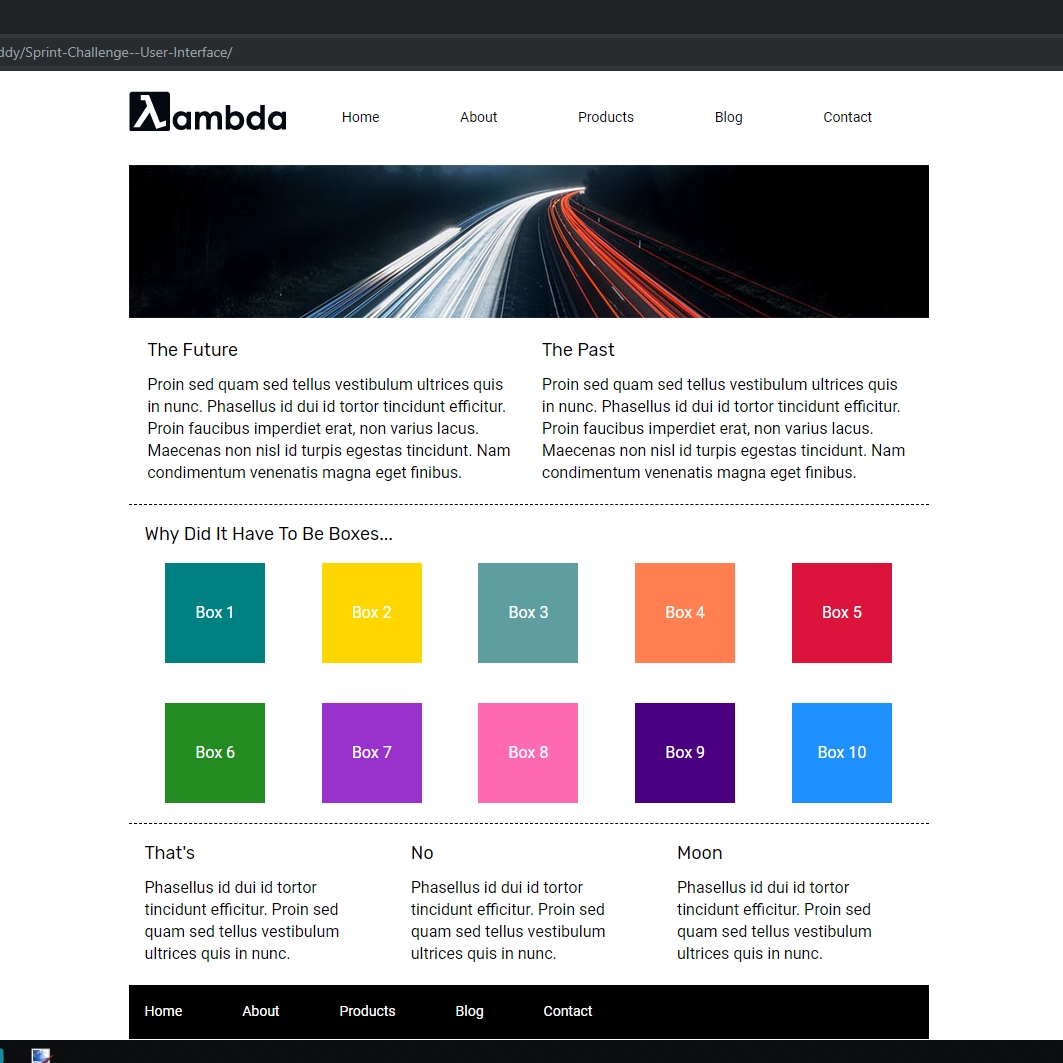 ddy/Sprint-Challenge--User-Interface/
λambda
Home About Products Blog Contact
The Future
Proin sed quam sed tellus vestibulum ultrices quis
in nunc. Phasellus id dui id tortor tincidunt efficitur.
Proin faucibus imperdiet erat, non varius lacus.
Maecenas non nisl id turpis egestas tincidunt. Nam
condimentum venenatis magna eget finibus.
The Past
Proin sed quam sed tellus vestibulum ultrices quis
in nunc. Phasellus id dui id tortor tincidunt efficitur.
Proin faucibus imperdiet erat, non varius lacus.
Maecenas non nisl id turpis egestas tincidunt. Nam
condimentum venenatis magna eget finibus.
Why Did It Have To Be Boxes...
Box 1 Box 2 Box 3 Box 4 Box 5
Box 6 Box 7 Box 8 Box 9 Box 10
That's
Phasellus id dui id tortor
tincidunt efficitur. Proin sed
quam sed tellus vestibulum
ultrices quis in nunc.
No
Phasellus id dui id tortor
tincidunt efficitur. Proin sed
quam sed tellus vestibulum
ultrices quis in nunc.
Moon
Phasellus id dui id tortor
tincidunt efficitur. Proin sed
quam sed tellus vestibulum
ultrices quis in nunc.
Home About Products Blog Contact